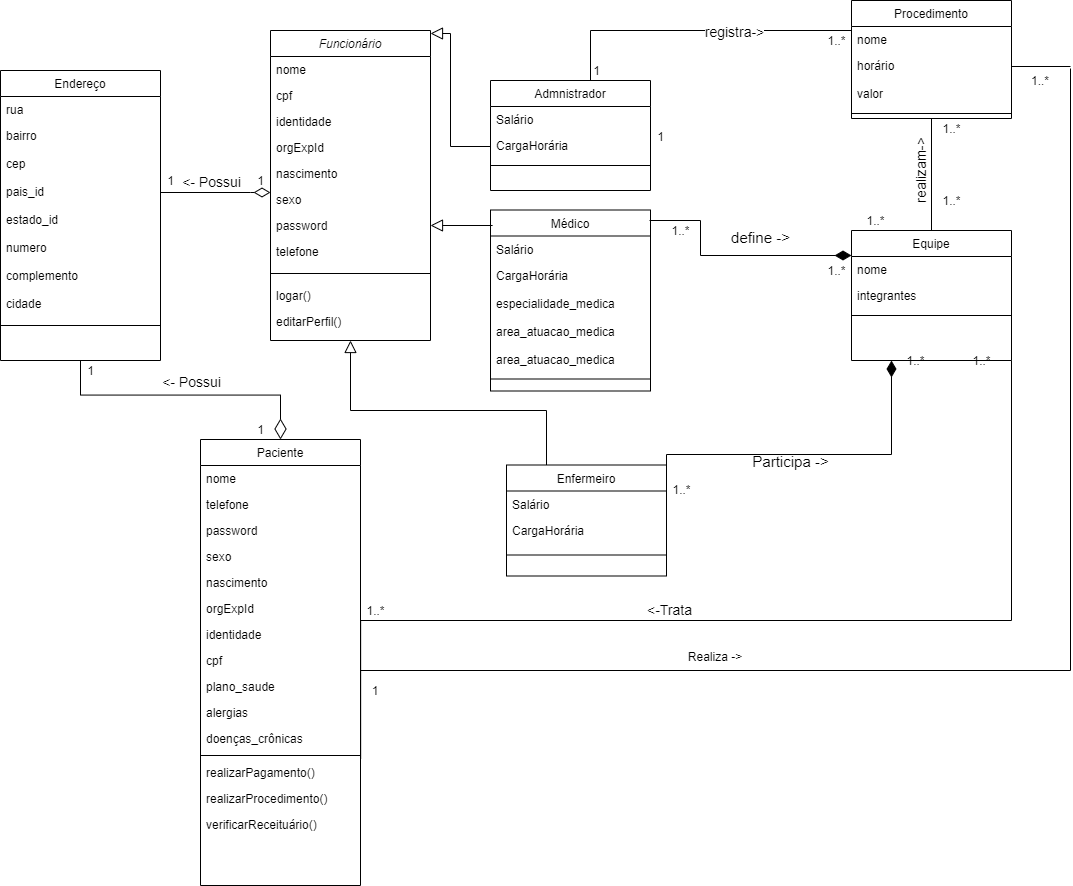 Endereço
rua
bairro
cep
pais_id
estado_id
numero
complemento
cidade
1
<- Possui
1
Funcionário
nome
cpf
identidade
orgExpId
nascimento
sexo
password
telefone
logar()
editarPerfil()
Admnistrador
Salário
CargaHorária
1
1
registra->
1..*
Procedimento
nome
horário
valor
1..*
1..*
realizam->
1..*
Médico
Salário
CargaHorária
especialidade_medica
area_atuacao_medica
area_atuacao_medica
1..*
define ->
1..*
1..*
Equipe
nome
integrantes
1..*
1..*
Enfermeiro
Salário
CargaHorária
1..*
Participa ->
1
<- Possui
1
Paciente
nome
telefone
password
sexo
nascimento
orgExpId
identidade
cpf
plano_saude
alergias
doenças_crônicas
realizarPagamento()
realizarProcedimento()
verificarReceituário()
1..*
<-Trata
Realiza ->
1